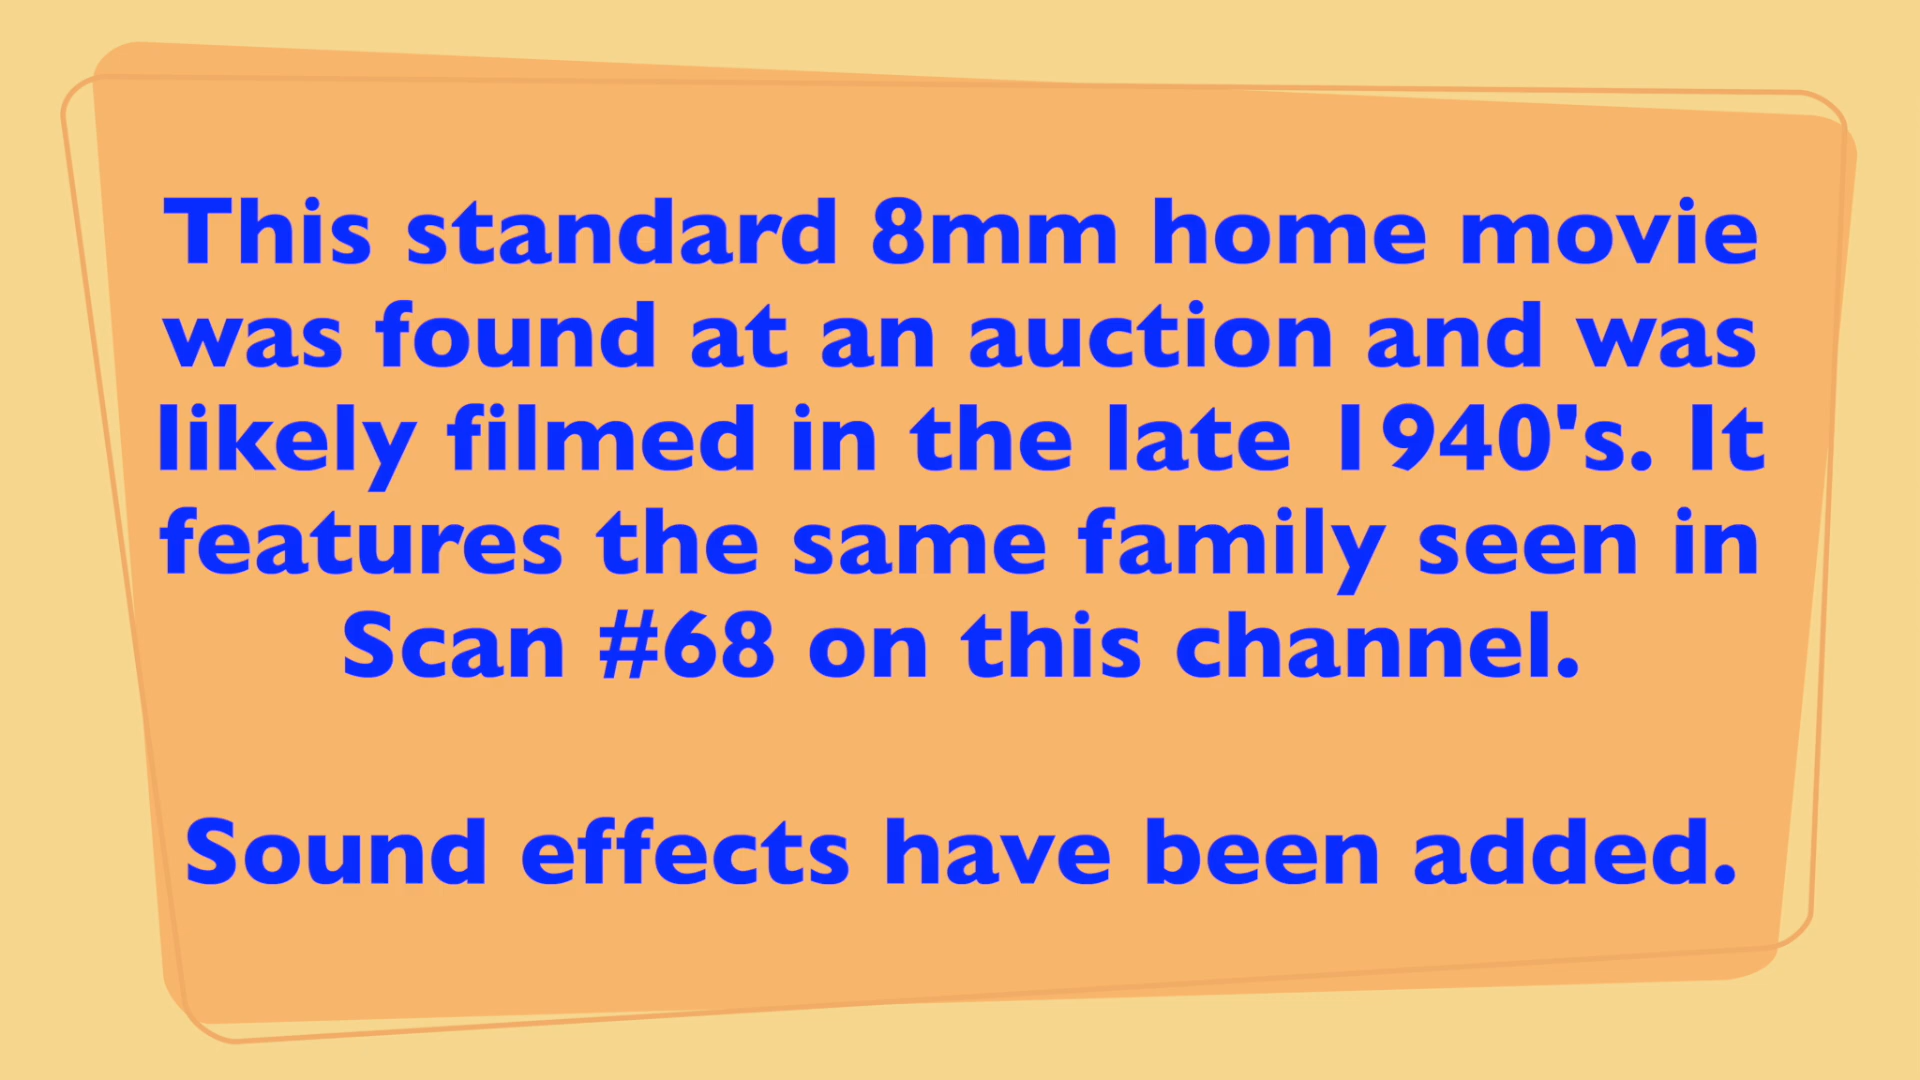 This standard 8mm home movie
was found at an auction and was
likely filmed in the late 1940's. It
features the same family seen in
Scan #68 on this channel.
Sound effects have been added.